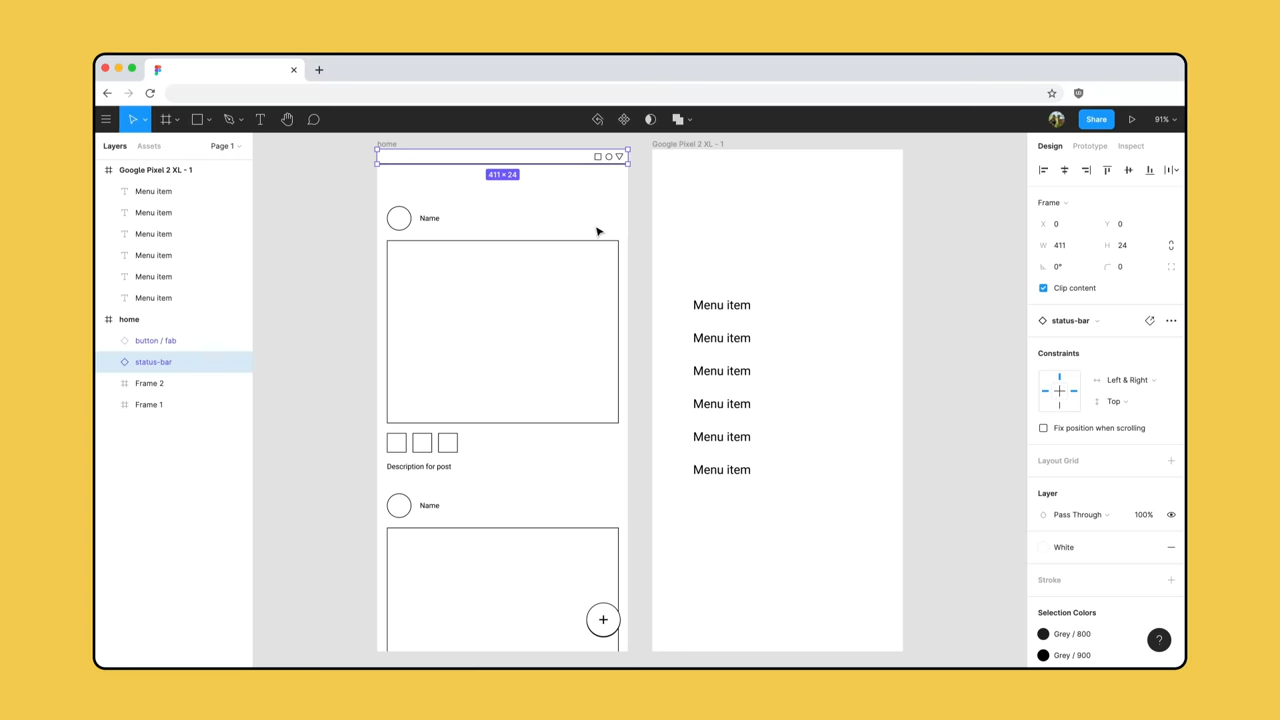 Share
91%
Layers
Assets
Page 1
Google Pixel 2 XL - 1
Menu item
Menu item
Menu item
Menu item
Menu item
Menu item
home
button / fab
status-bar
Frame 2
Frame 1
home
411 × 24
Name
Description for post
Name
+
Google Pixel 2 XL - 1
Menu item
Menu item
Menu item
Menu item
Menu item
Menu item
Design
Prototype
Inspect
Frame
X 0
Y 0
W 411
H 24
0°
0
Clip content
status-bar
Constraints
Left & Right
Top
Fix position when scrolling
Layout Grid
Layer
Pass Through
100%
White
Stroke
Selection Colors
Grey / 800
Grey / 900
?